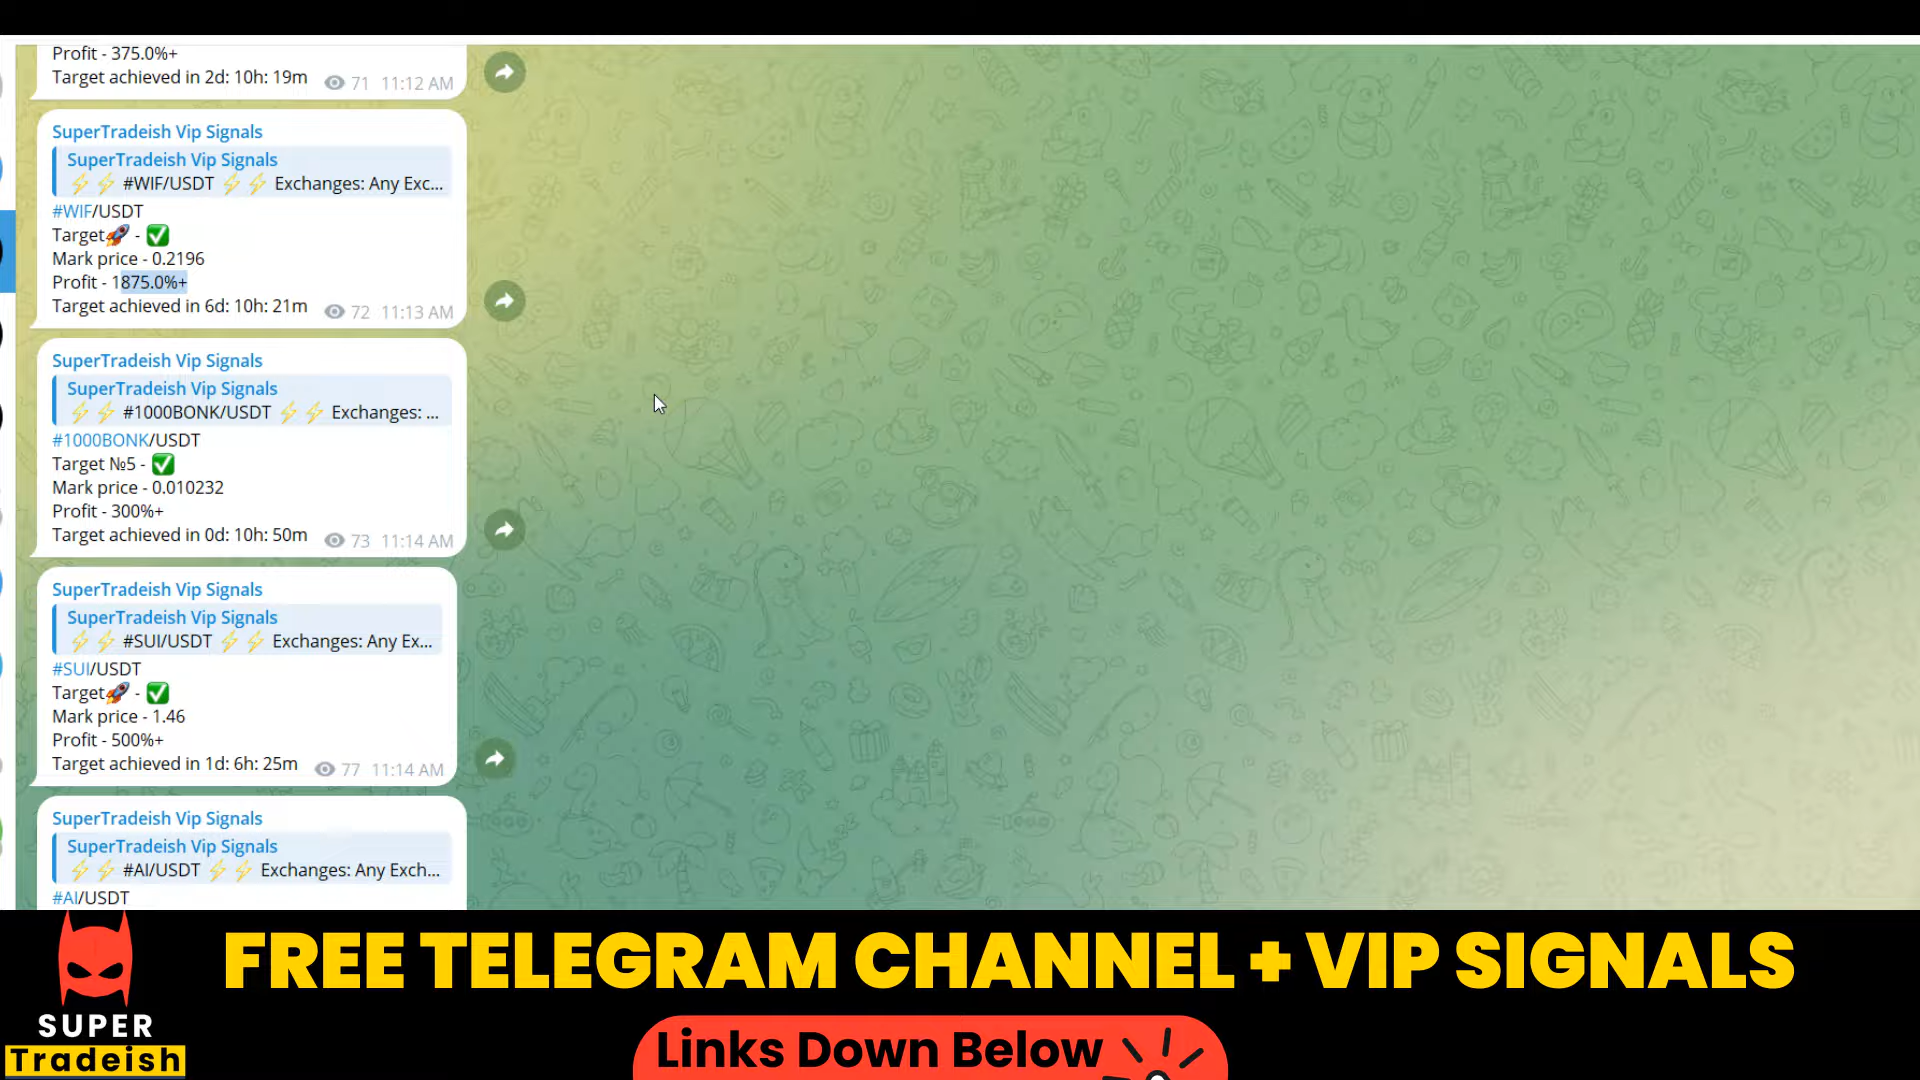 Profit - 375.0%+
Target achieved in 2d: 10h: 19m 71 11:12 AM
SuperTradeish Vip Signals
SuperTradeish Vip Signals
⚡⚡ #WIF/USDT ⚡⚡ Exchanges: Any Exc...
#WIF/USDT
Target🚀 - ✅
Mark price - 0.2196
Profit - 1875.0%+
Target achieved in 6d: 10h: 21m 72 11:13 AM
SuperTradeish Vip Signals
SuperTradeish Vip Signals
⚡⚡ #1000BONK/USDT ⚡⚡ Exchanges: ...
#1000BONK/USDT
Target №5 - ✅
Mark price - 0.010232
Profit - 300%+
Target achieved in 0d: 10h: 50m 73 11:14 AM
SuperTradeish Vip Signals
SuperTradeish Vip Signals
⚡⚡ #SUI/USDT ⚡⚡ Exchanges: Any Ex...
#SUI/USDT
Target🚀 - ✅
Mark price - 1.46
Profit - 500%+
Target achieved in 1d: 6h: 25m 77 11:14 AM
SuperTradeish Vip Signals
SuperTradeish Vip Signals
⚡⚡ #AI/USDT ⚡⚡ Exchanges: Any Exch...
#AI/USDT
FREE TELEGRAM CHANNEL + VIP SIGNALS
SUPER
Tradeish
Links Down Below